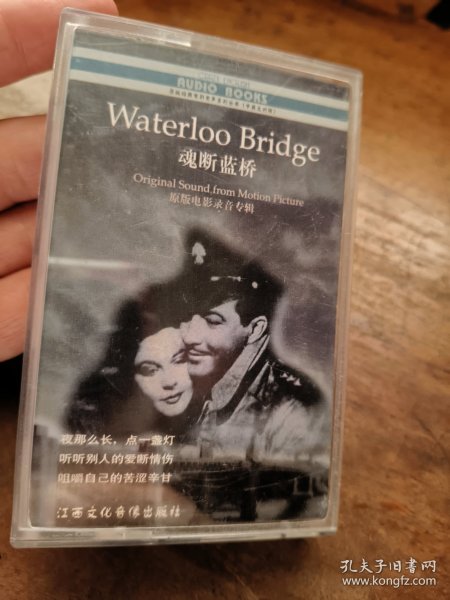 AUDIO BOOKS
Waterloo Bridge
魂断蓝桥
Original Sound from Motion Picture
原版电影录音专辑
夜那么长，点一盏灯
听听别人的爱断情伤
咀嚼自己的苦涩辛甘
江西文化音像出版社
孔夫子旧书网
www.kongfz.com